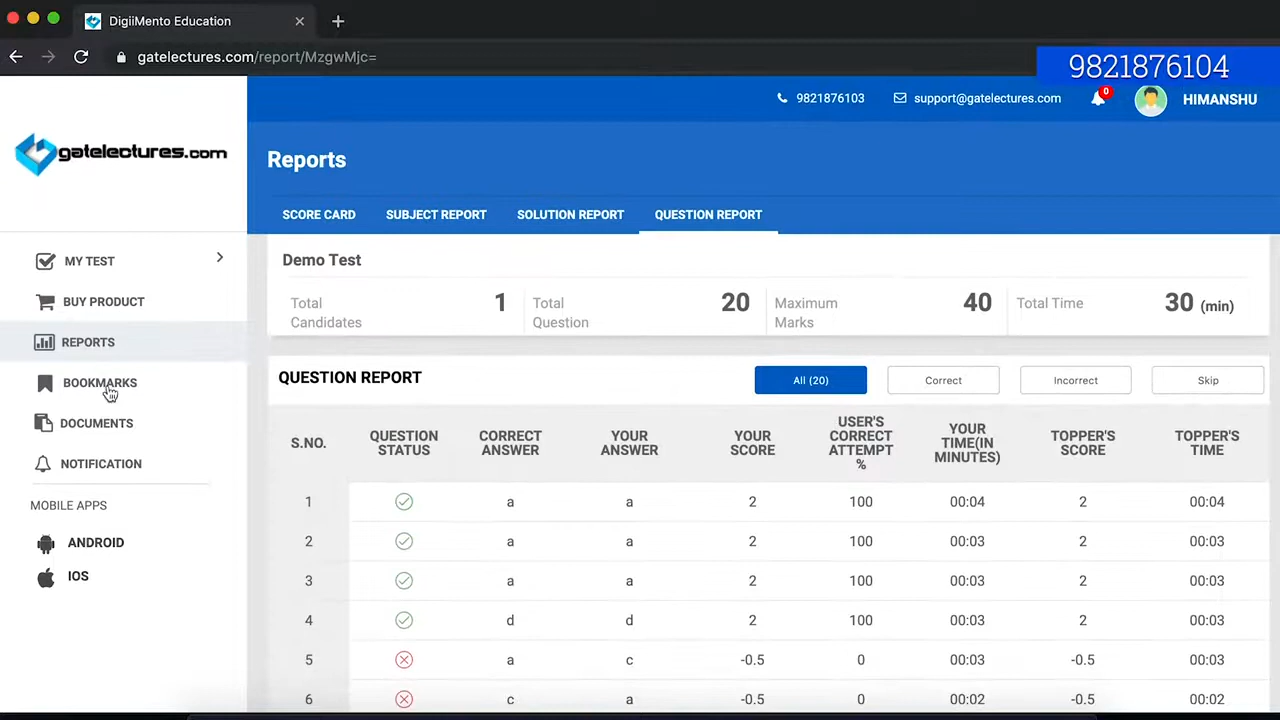 DigiiMento Education
gatelectures.com/report/MzgwMjc=
9821876104
9821876103
support@gatelectures.com
0
HIMANSHU
gatelectures.com
Reports
SCORE CARD
SUBJECT REPORT
SOLUTION REPORT
QUESTION REPORT
MY TEST
BUY PRODUCT
REPORTS
BOOKMARKS
DOCUMENTS
NOTIFICATION
MOBILE APPS
ANDROID
IOS
Demo Test
Total Candidates 1
Total Question 20
Maximum Marks 40
Total Time 30 (min)
QUESTION REPORT
All (20)
Correct
Incorrect
Skip
S.NO. QUESTION STATUS CORRECT ANSWER YOUR ANSWER YOUR SCORE USER'S CORRECT ATTEMPT % YOUR TIME(IN MINUTES) TOPPER'S SCORE TOPPER'S TIME
1 a a 2 100 00:04 2 00:04
2 a a 2 100 00:03 2 00:03
3 a a 2 100 00:03 2 00:03
4 d d 2 100 00:03 2 00:03
5 a c -0.5 0 00:03 -0.5 00:03
6 c a -0.5 0 00:02 -0.5 00:02